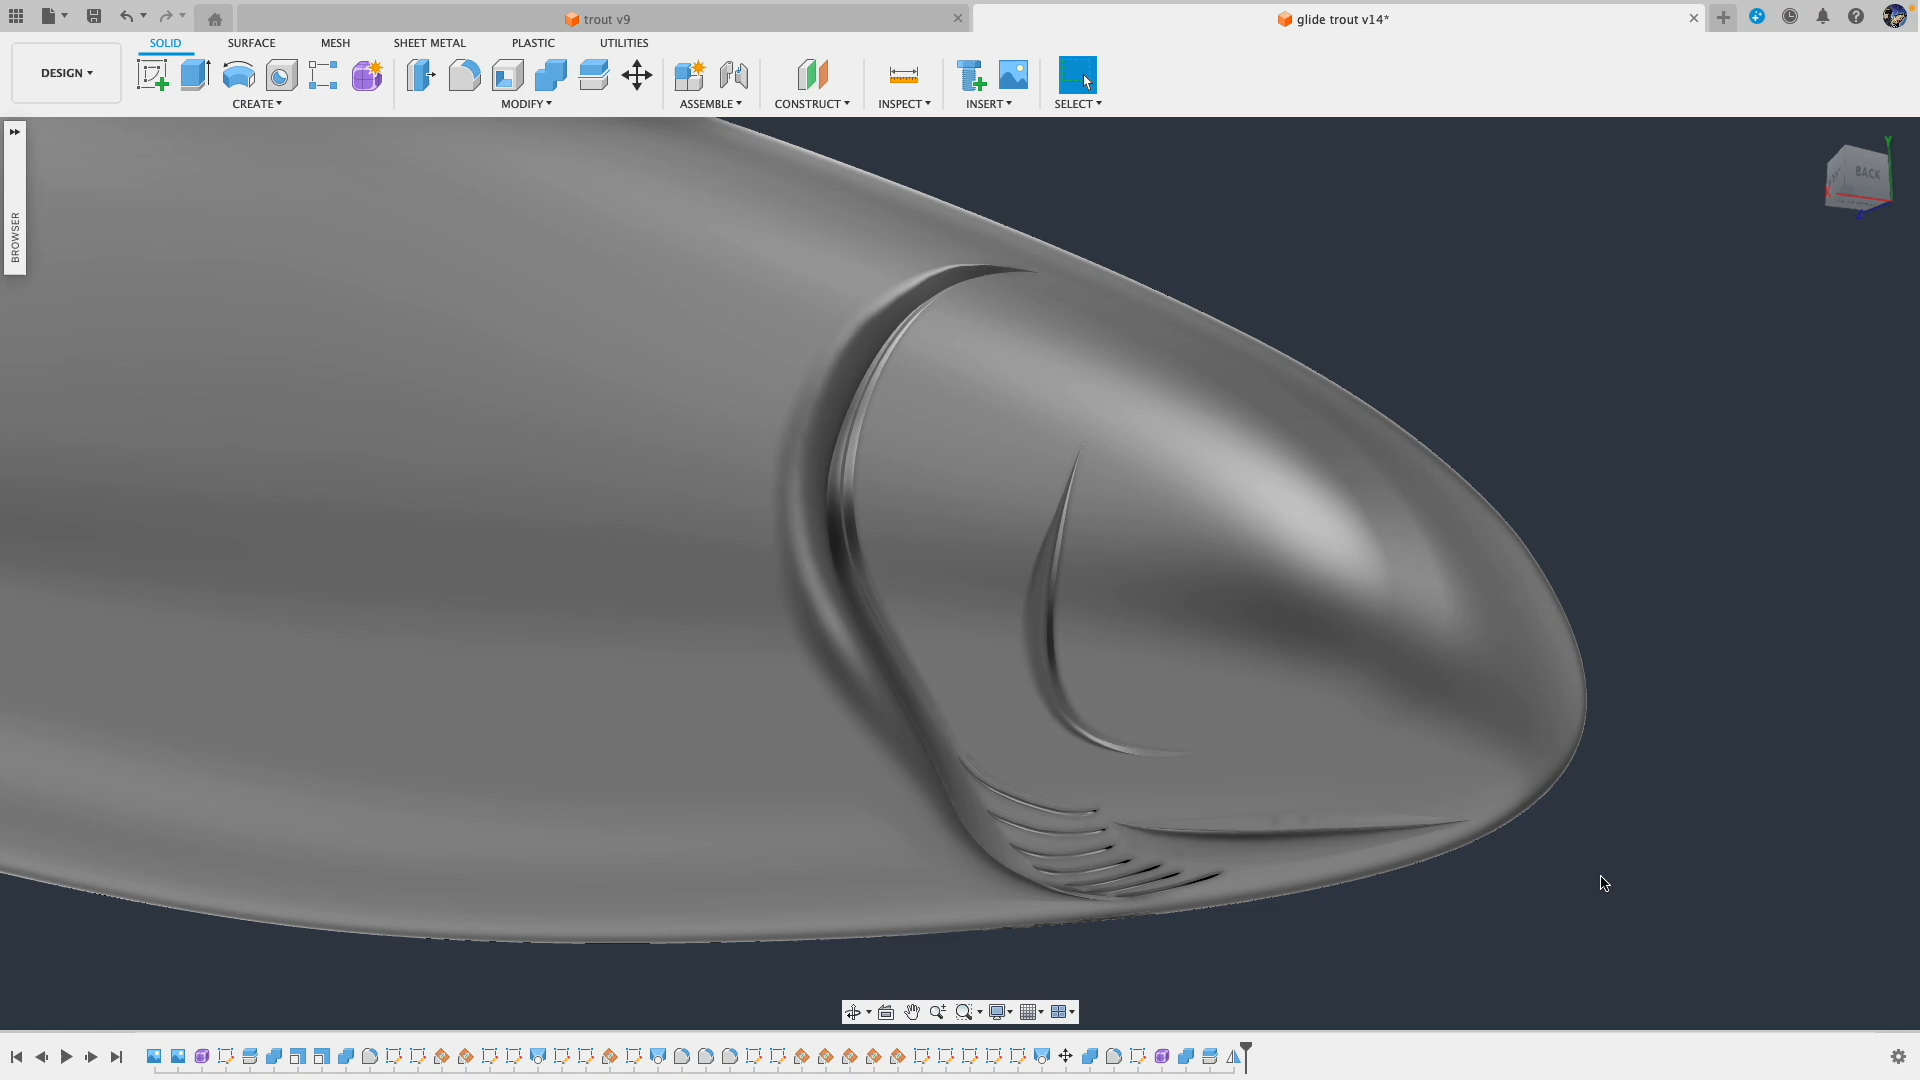 trout v9
glide trout v14*
DESIGN
SOLID
SURFACE
MESH
SHEET METAL
PLASTIC
UTILITIES
CREATE
MODIFY
ASSEMBLE
CONSTRUCT
INSPECT
INSERT
SELECT
BROWSER
Y
BACK
X
Z